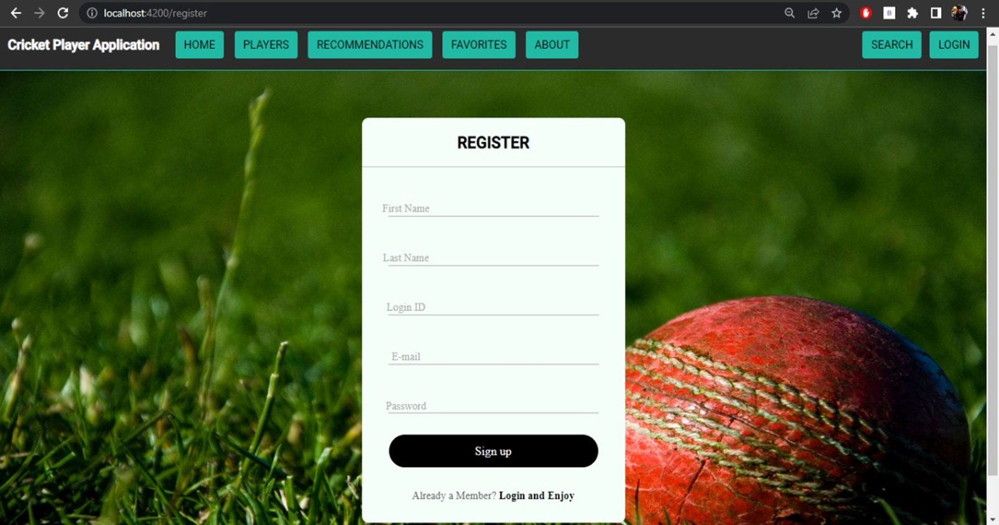 localhost:4200/register
Cricket Player Application HOME PLAYERS RECOMMENDATIONS FAVORITES ABOUT SEARCH LOGIN
REGISTER
First Name
Last Name
Login ID
E-mail
Password
Sign up
Already a Member? Login and Enjoy